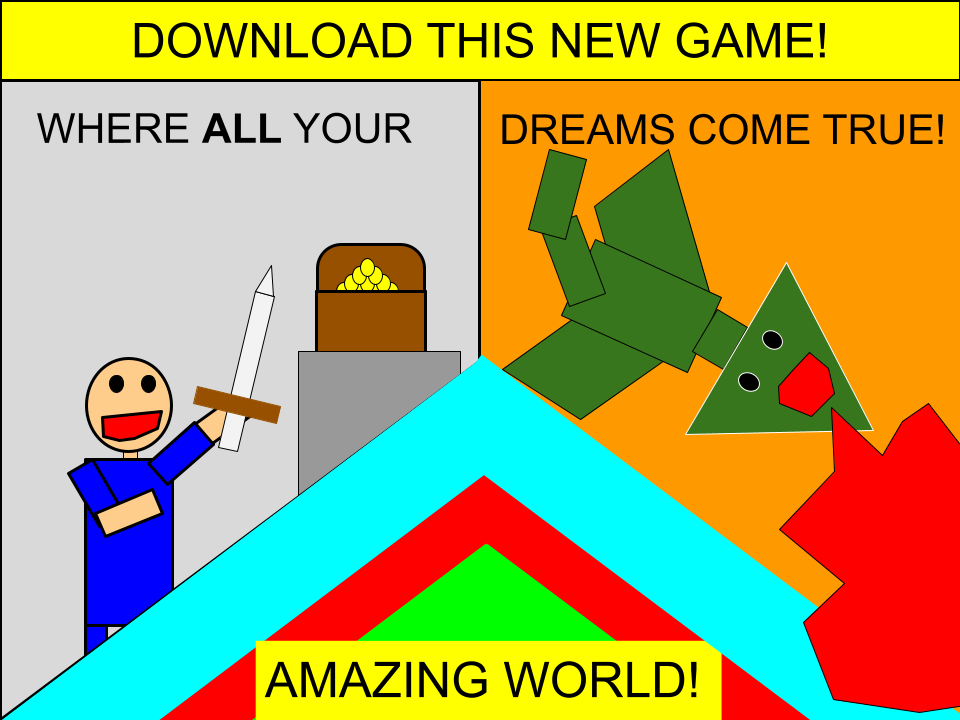 DOWNLOAD THIS NEW GAME!
WHERE ALL YOUR
DREAMS COME TRUE!
AMAZING WORLD!